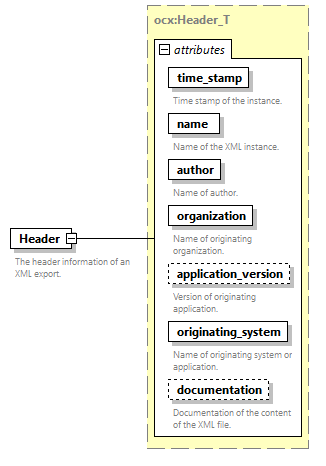 ocx:Header_T
attributes
time_stamp
Time stamp of the instance.
name
Name of the XML instance.
author
Name of author.
organization
Name of originating
organization.
Header
The header information of an
XML export.
application_version
Version of originating
application.
originating_system
Name of originating system or
application.
documentation
Documentation of the content
of the XML file.